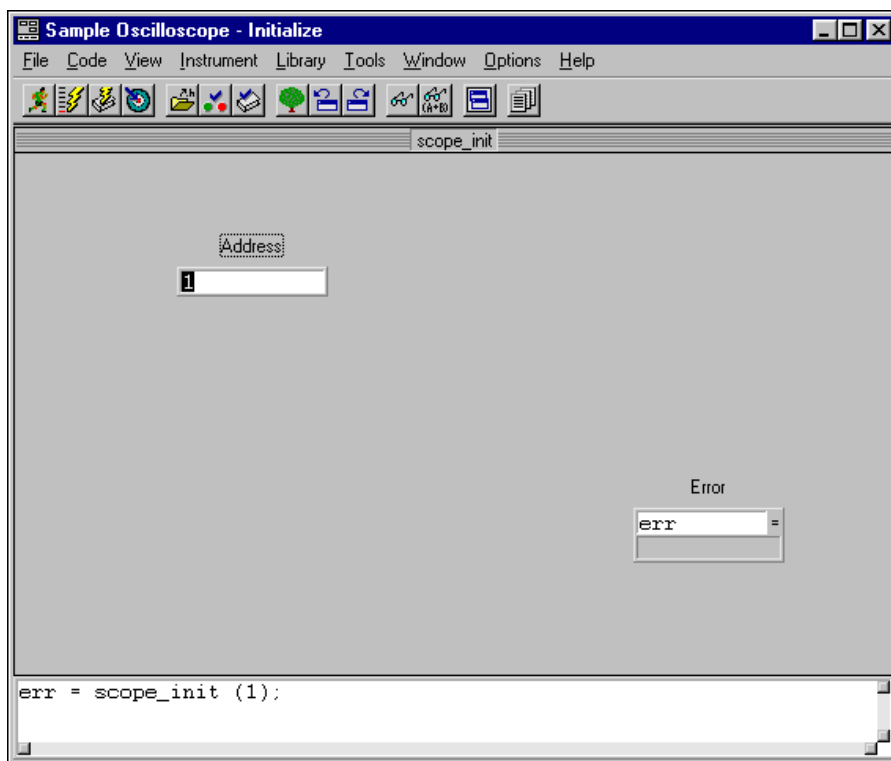 Sample Oscilloscope - Initialize
File Code View Instrument Library Tools Window Options Help
scope_init
Address
1
Error
err =
err = scope_init (1);